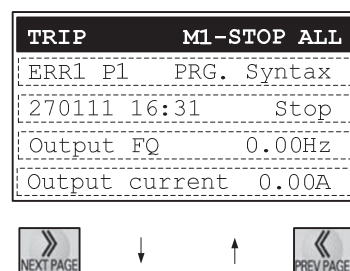 TRIP M1-STOP ALL
ERR1 P1 PRG. Syntax
270111 16:31 Stop
Output FQ 0.00Hz
Output current 0.00A
NEXT PAGE PREV PAGE